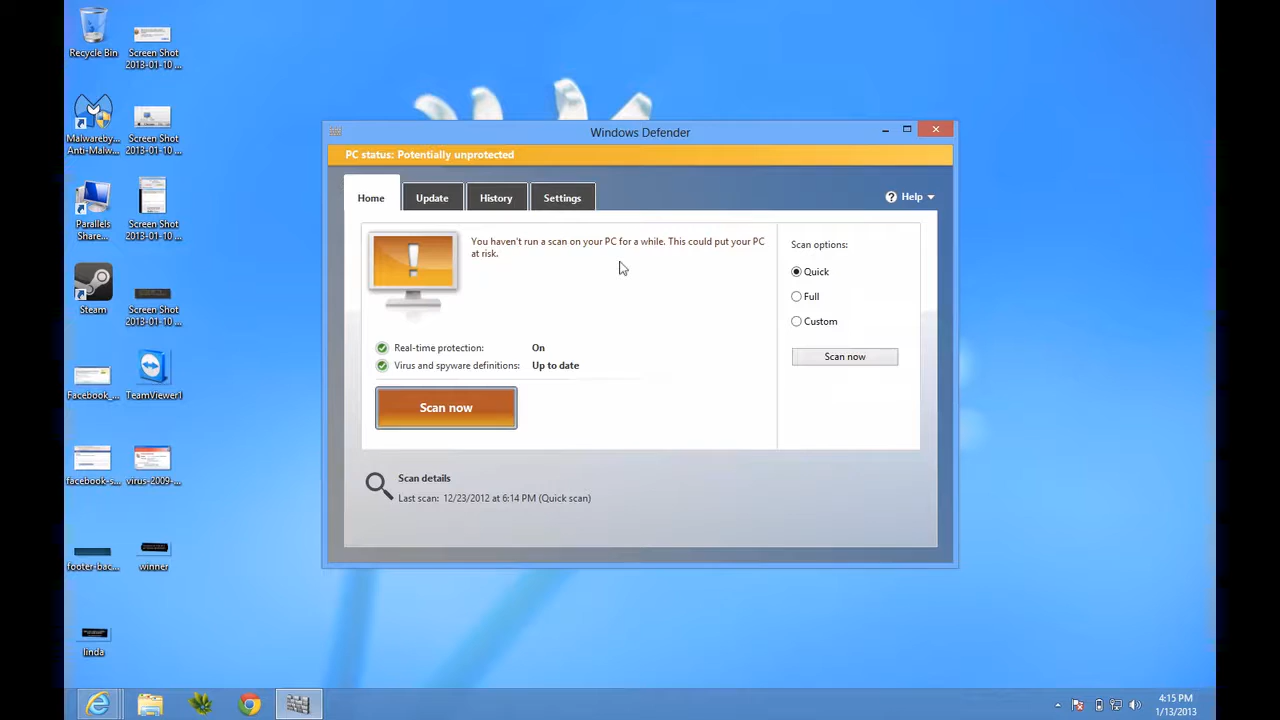 Recycle Bin
Screen Shot
2013-01-10 ...
Malwareby...
Anti-Malw...
Screen Shot
2013-01-10 ...
Parallels
Share...
Screen Shot
2013-01-10 ...
Steam
Screen Shot
2013-01-10 ...
Facebook_...
TeamViewer1
facebook-s...
virus-2009-...
footer-bac...
winner
linda
Windows Defender
PC status: Potentially unprotected
Home
Update
History
Settings
Help
You haven't run a scan on your PC for a while. This could put your PC
at risk.
Real-time protection: On
Virus and spyware definitions: Up to date
Scan now
Scan options:
Quick
Full
Custom
Scan now
Scan details
Last scan: 12/23/2012 at 6:14 PM (Quick scan)
4:15 PM
1/13/2013